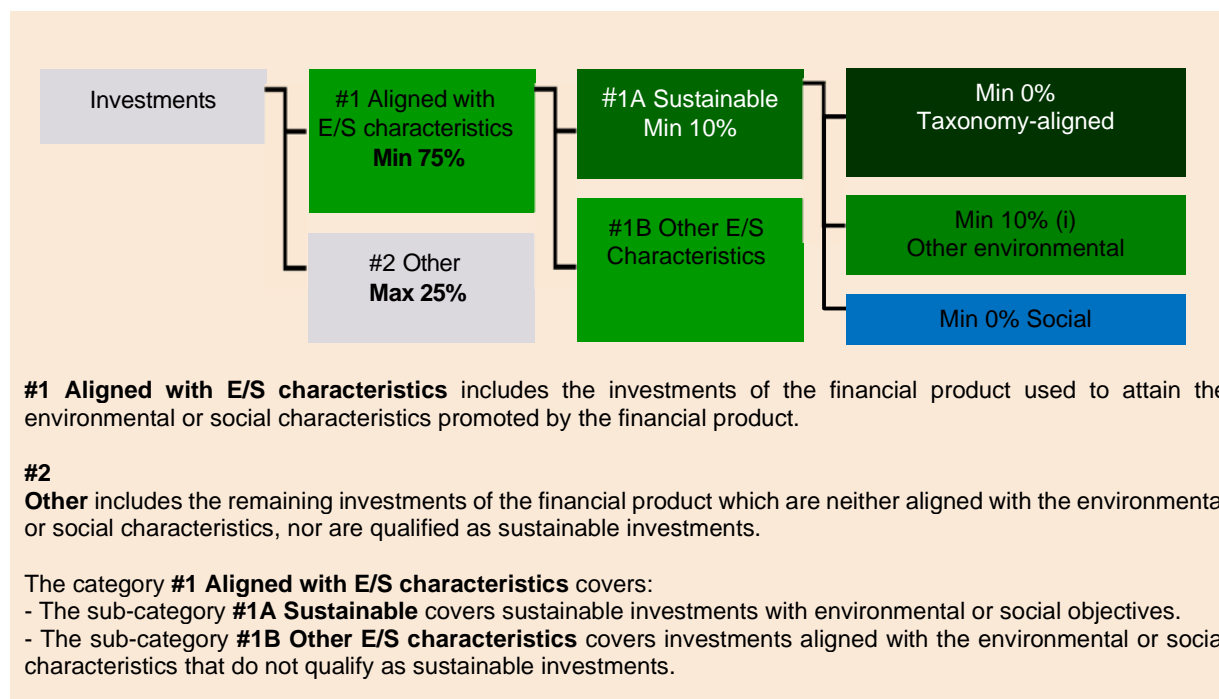 Investments
#1 Aligned with
E/S characteristics
Min 75%
#2 Other
Max 25%
#1A Sustainable
Min 10%
#1B Other E/S
Characteristics
Min 0%
Taxonomy-aligned
Min 10% (i)
Other environmental
Min 0% Social
#1 Aligned with E/S characteristics includes the investments of the financial product used to attain the
environmental or social characteristics promoted by the financial product.
#2
Other includes the remaining investments of the financial product which are neither aligned with the environmenta
or social characteristics, nor are qualified as sustainable investments.
The category #1 Aligned with E/S characteristics covers:
- The sub-category #1A Sustainable covers sustainable investments with environmental or social objectives.
- The sub-category #1B Other E/S characteristics covers investments aligned with the environmental or social
characteristics that do not qualify as sustainable investments.